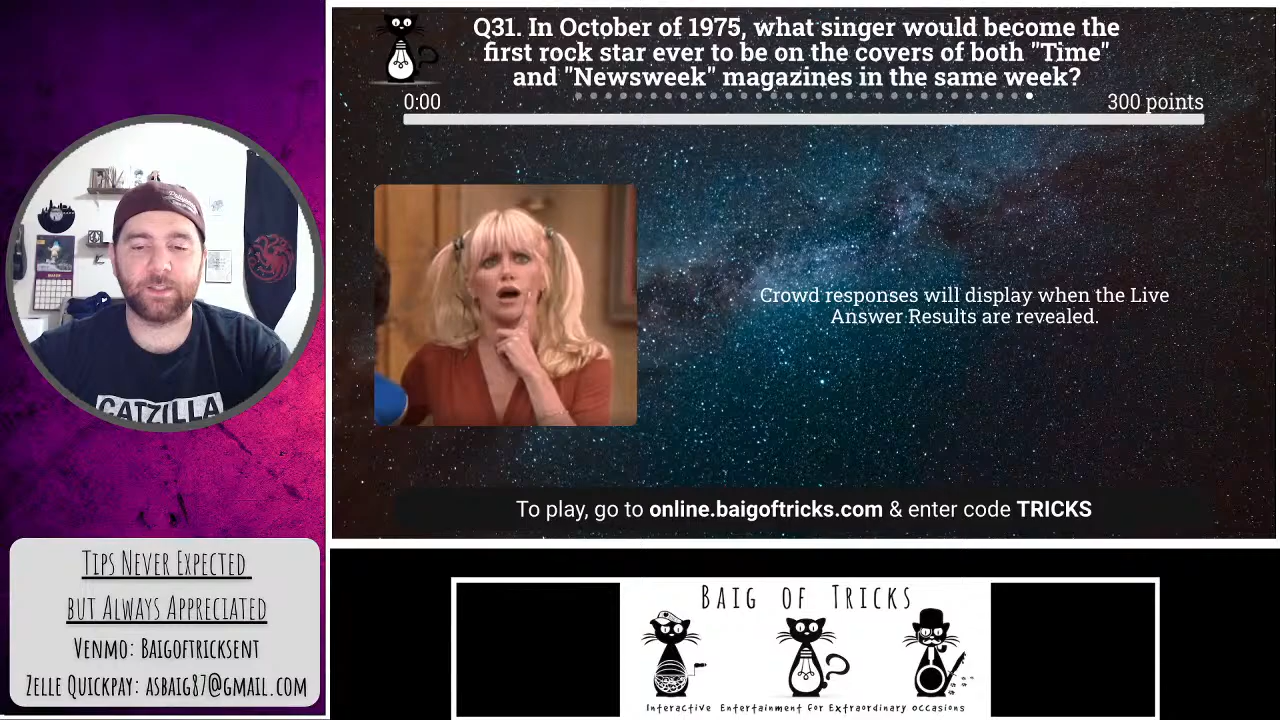 Q31. In October of 1975, what singer would become the
first rock star ever to be on the covers of both "Time"
and "Newsweek" magazines in the same week?
0:00
300 points
Crowd responses will display when the Live
Answer Results are revealed.
To play, go to online.baigoftricks.com & enter code TRICKS
CATZILLA
Tips Never Expected
but Always Appreciated
Venmo: Baigoftricksent
Zelle Quickpay: asbaig87@gmail.com
Baig of Tricks
Interactive Entertainment for Extraordinary occasions